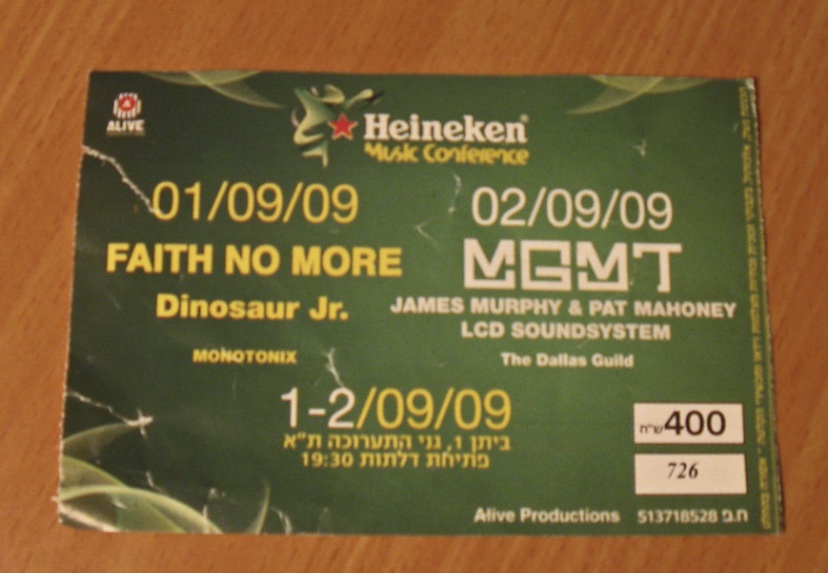 ALIVE
Heineken
Music Conference
01/09/09
FAITH NO MORE
Dinosaur Jr.
MONOTONIX
02/09/09
MGMT
JAMES MURPHY & PAT MAHONEY
LCD SOUNDSYSTEM
The Dallas Guild
1-2/09/09
ביתן 1, גני התערוכה ת"א
פתיחת דלתות 19:30
400 ש"ח
726
Alive Productions ח.פ 513718528